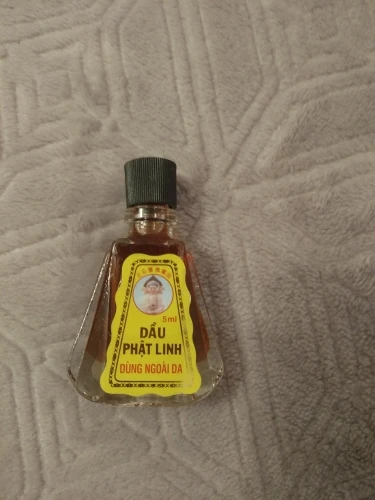 5ml
DẦU
PHẬT LINH
DÙNG NGOÀI DA